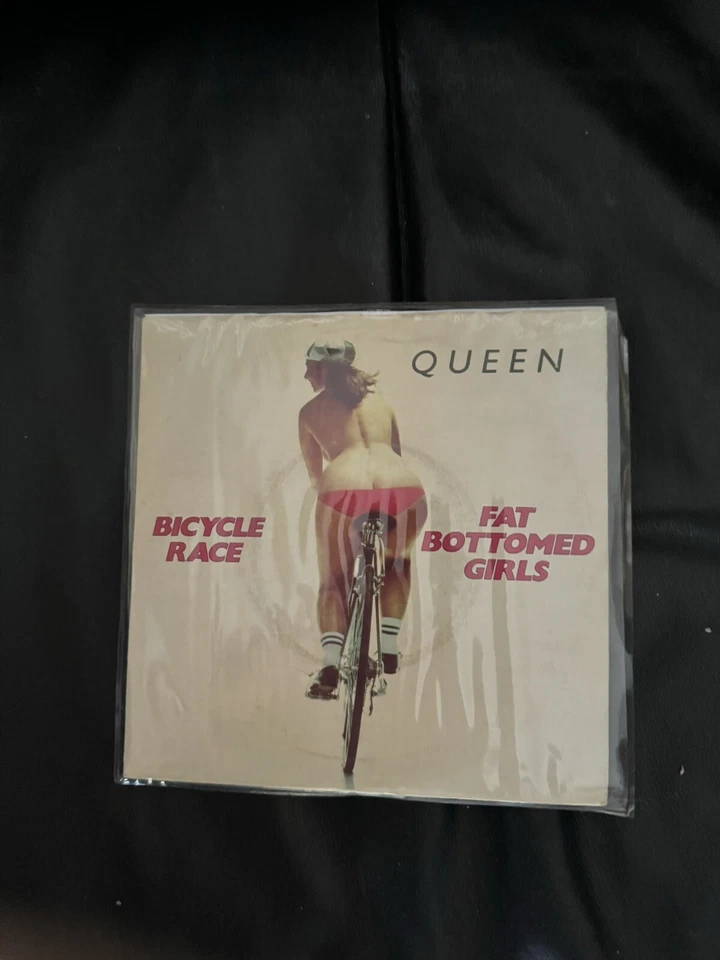 QUEEN
BICYCLE
RACE
FAT
BOTTOMED
GIRLS